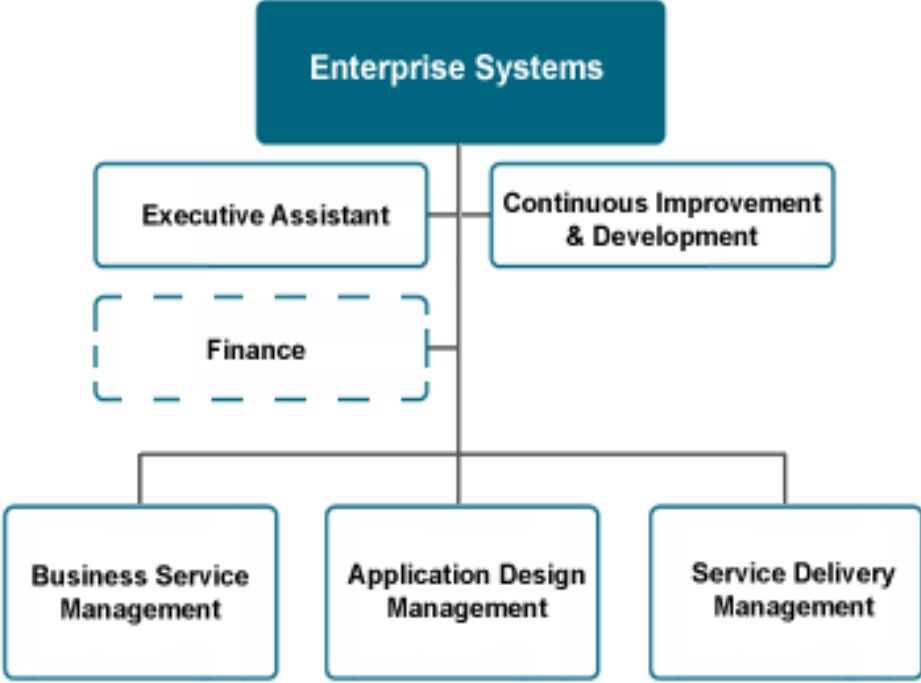 Enterprise Systems
Executive Assistant
Continuous Improvement
& Development
Finance
Business Service
Management
Application Design
Management
Service Delivery
Management